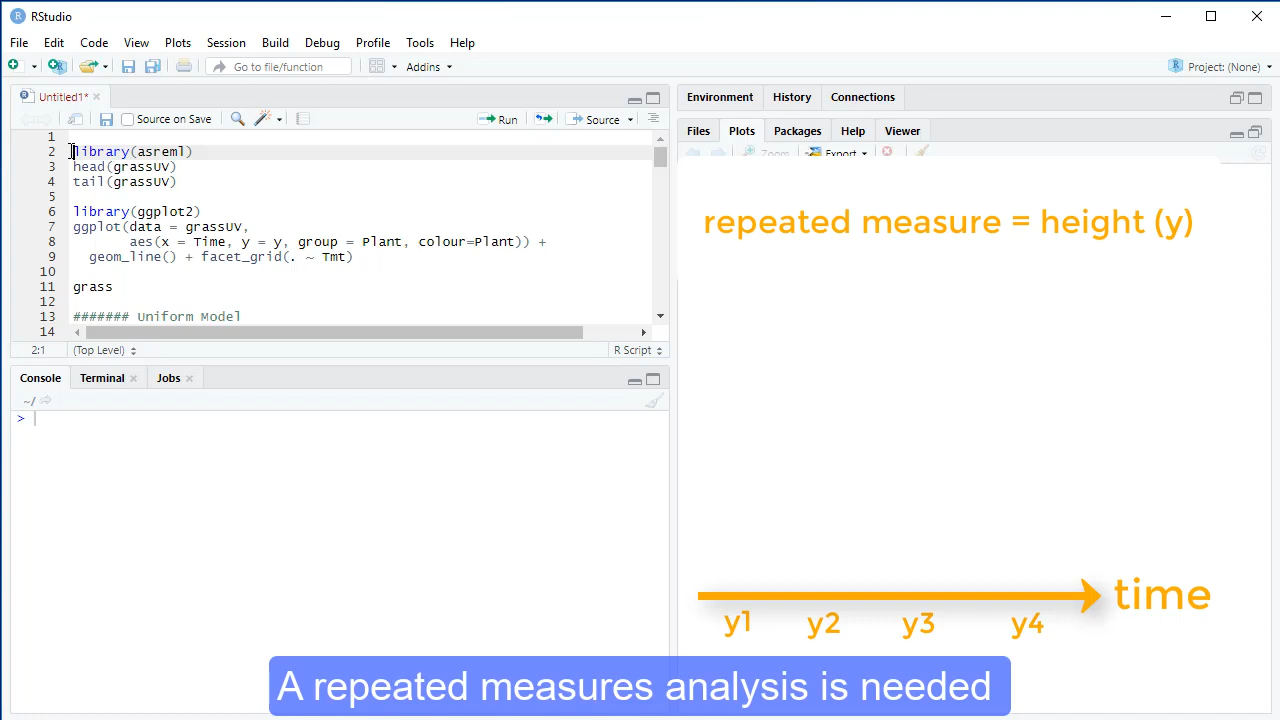 RStudio
File Edit Code View Plots Session Build Debug Profile Tools Help
Go to file/function Addins Project: (None)
Untitled1*
Source on Save Run Source
1
2 library(asreml)
3 head(grassUV)
4 tail(grassUV)
5
6 library(ggplot2)
7 ggplot(data = grassUV,
8 aes(x = Time, y = y, group = Plant, colour=Plant)) +
9 geom_line() + facet_grid(. ~ Tmt)
10
11 grass
12
13 ####### Uniform Model
14
2:1 (Top Level) R Script
Console Terminal Jobs
~/
>
Environment History Connections
Files Plots Packages Help Viewer
Zoom Export
repeated measure = height (y)
time
y1 y2 y3 y4
A repeated measures analysis is needed